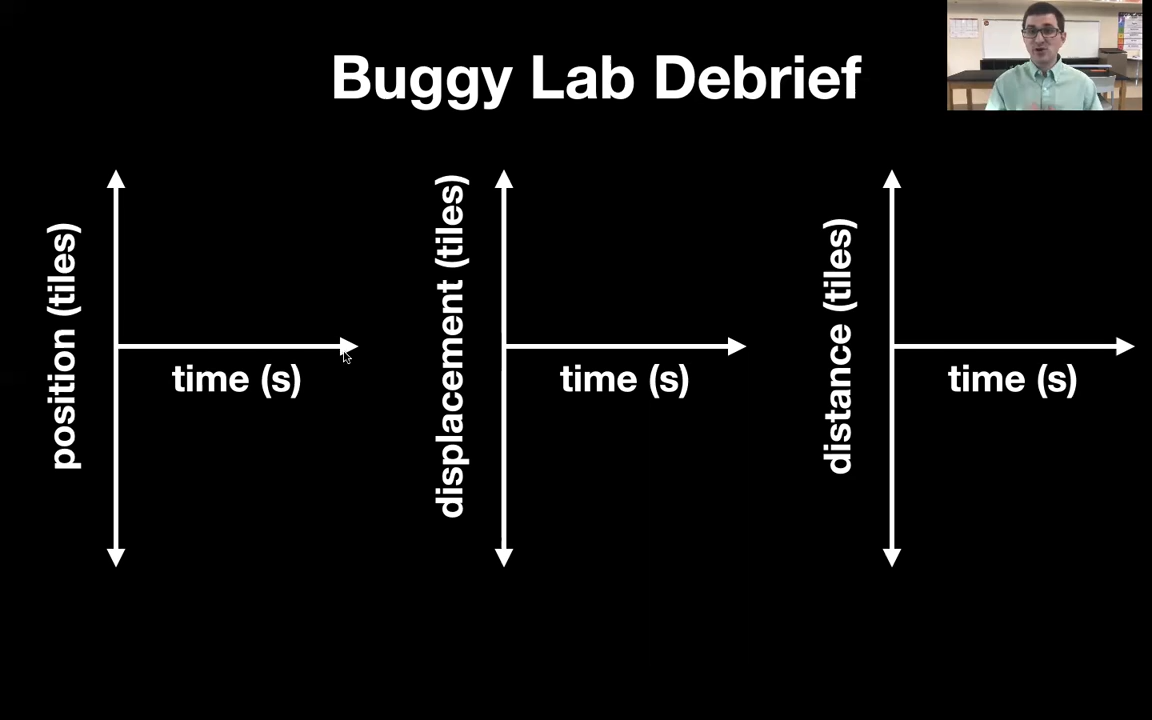 Buggy Lab Debrief
position (tiles)
time (s)
displacement (tiles)
time (s)
distance (tiles)
time (s)